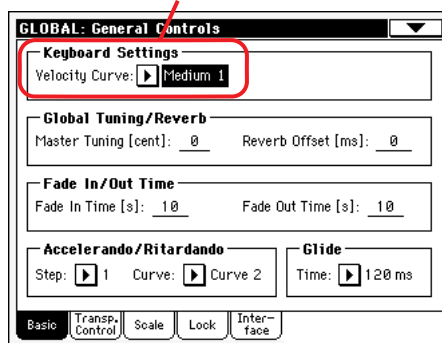 GLOBAL: General Controls
Keyboard Settings
Velocity Curve: Medium 1
Global Tuning/Reverb
Master Tuning [cent]: 0 Reverb Offset [ms]: 0
Fade In/Out Time
Fade In Time [s]: 10 Fade Out Time [s]: 10
Accelerando/Ritardando Glide
Step: 1 Curve: Curve 2 Time: 120 ms
Basic Transp. Control Scale Lock Inter-face